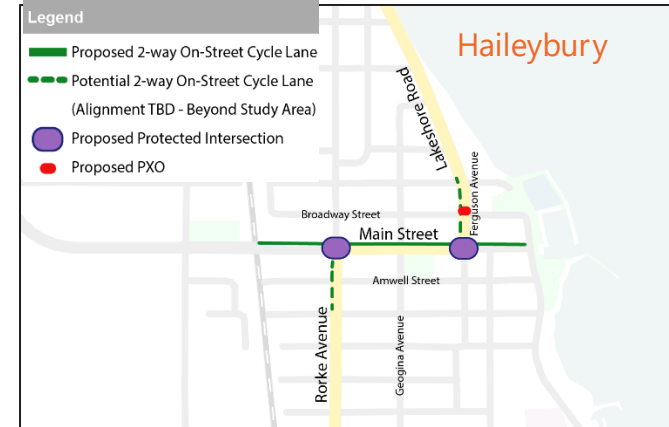 Legend
Proposed 2-way On-Street Cycle Lane
Potential 2-way On-Street Cycle Lane
(Alignment TBD - Beyond Study Area)
Proposed Protected Intersection
Proposed PXO
Haileybury
Lakeshore Road
Ferguson Avenue
Broadway Street
Main Street
Amwell Street
Rorke Avenue
Geogina Avenue